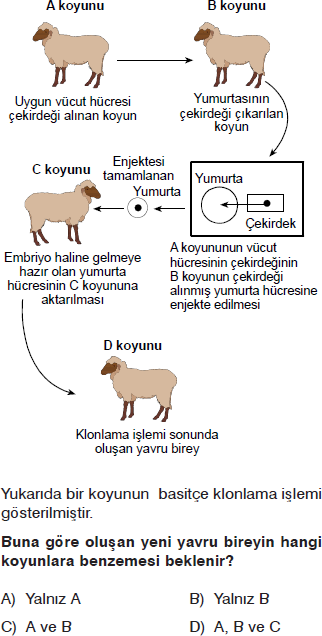 A koyunu
B koyunu
Uygun vücut hücresi
çekirdeği alınan koyun
Yumurtasının
çekirdeği çıkarılan
koyun
C koyunu
Enjektesi
tamamlanan
Yumurta
Yumurta
Çekirdek
Embriyo haline gelmeye
hazır olan yumurta
hücresinin C koyununa
aktarılması
A koyununun vücut
hücresinin çekirdeğinin
B koyunun çekirdeği
alınmış yumurta hücresine
enjekte edilmesi
D koyunu
Klonlama işlemi sonunda
oluşan yavru birey
Yukarıda bir koyunun basitçe klonlama işlemi
gösterilmiştir.
Buna göre oluşan yeni yavru bireyin hangi
koyunlara benzemesi beklenir?
A) Yalnız A
B) Yalnız B
C) A ve B
D) A, B ve C